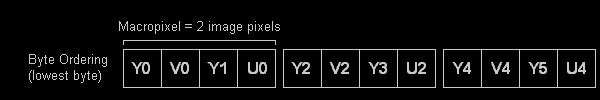 Macropixel = 2 image pixels
Byte Ordering
(lowest byte)
Y0 V0 Y1 U0 Y2 V2 Y3 U2 Y4 V4 Y5 U4